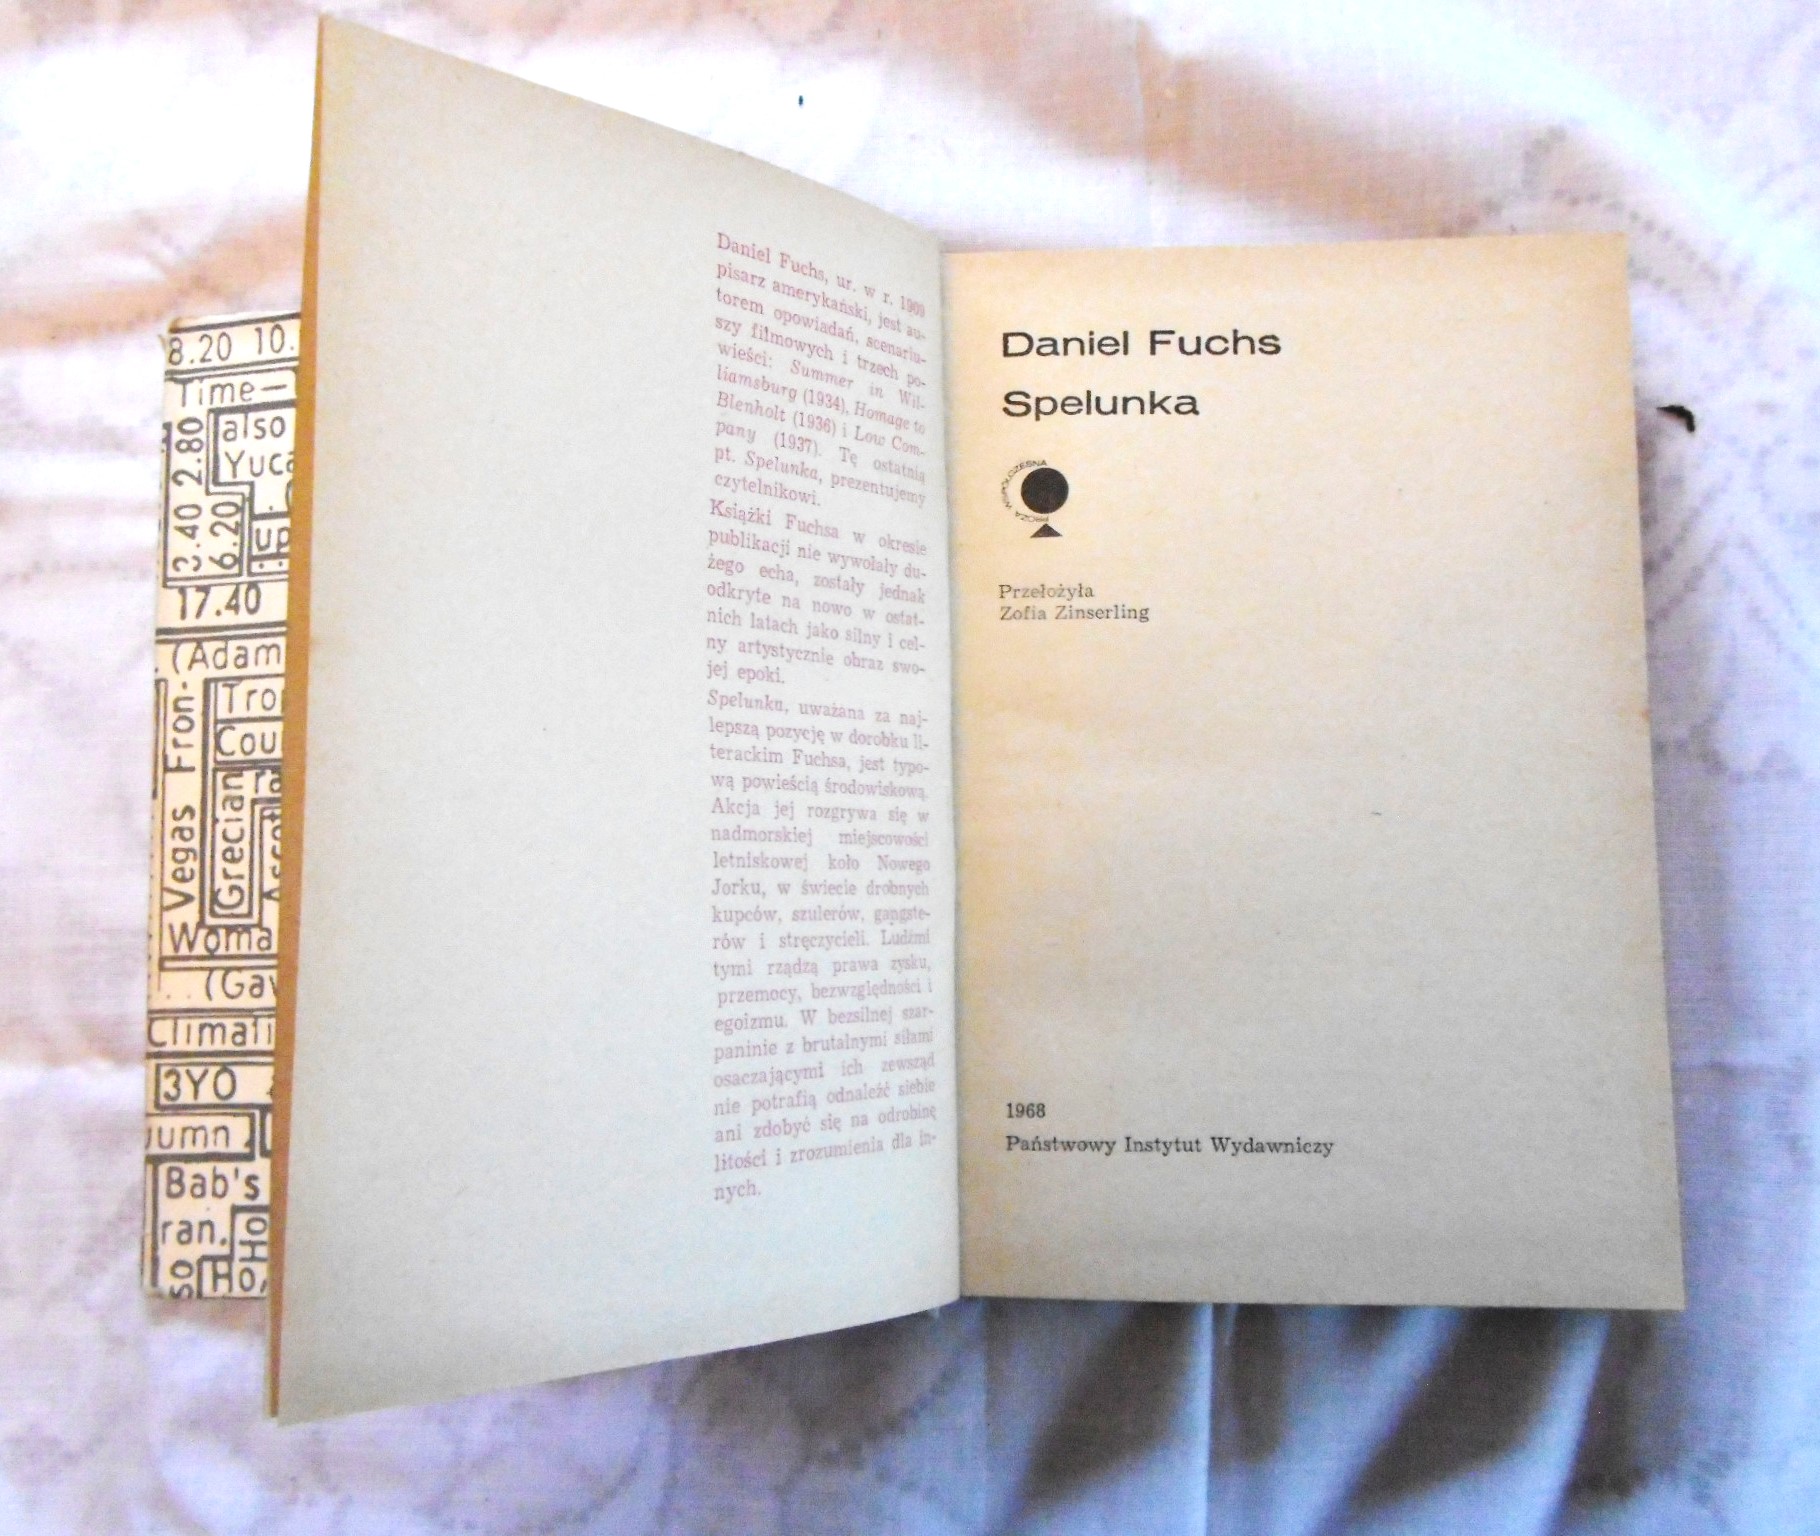 8.20 10.
Time—
also
Yuca
3.40 2.80
6.20
up
17.40
(Adam
Vegas Fron.
Tro
Cou
Grecian
ra
Ascot
Woma
(Gav
Climati
3YO
umn.
Bab's
ran.
Ho
so
Ho,
Daniel Fuchs, ur. w r. 1909
pisarz amerykański, jest au-
torem opowiadań, scenariu-
szy filmowych i trzech po-
wieści: Summer in Wil-
liamsburg (1934), Homage to
Blenholt (1936) i Low Com-
pany (1937). Tę ostatnią
pt. Spelunka, prezentujemy
czytelnikowi.
Książki Fuchsa w okresie
publikacji nie wywołały du-
żego echa, zostały jednak
odkryte na nowo w ostat-
nich latach jako silny i cel-
ny artystycznie obraz swo-
jej epoki.
Spelunka, uważana za naj-
lepszą pozycję w dorobku li-
terackim Fuchsa, jest typo-
wą powieścią środowiskową.
Akcja jej rozgrywa się w
nadmorskiej miejscowości
letniskowej koło Nowego
Jorku, w świecie drobnych
kupców, szulerów, gangste-
rów i stręczycieli. Ludźmi
tymi rządzą prawa zysku,
przemocy, bezwzględności i
egoizmu. W bezsilnej szar-
paninie z brutalnymi siłami
osaczającymi ich zewsząd
nie potrafią odnaleźć siebie
ani zdobyć się na odrobinę
litości i zrozumienia dla in-
nych.
Daniel Fuchs
Spelunka
PROZA WSPÓŁCZESNA
Przełożyła
Zofia Zinserling
1968
Państwowy Instytut Wydawniczy